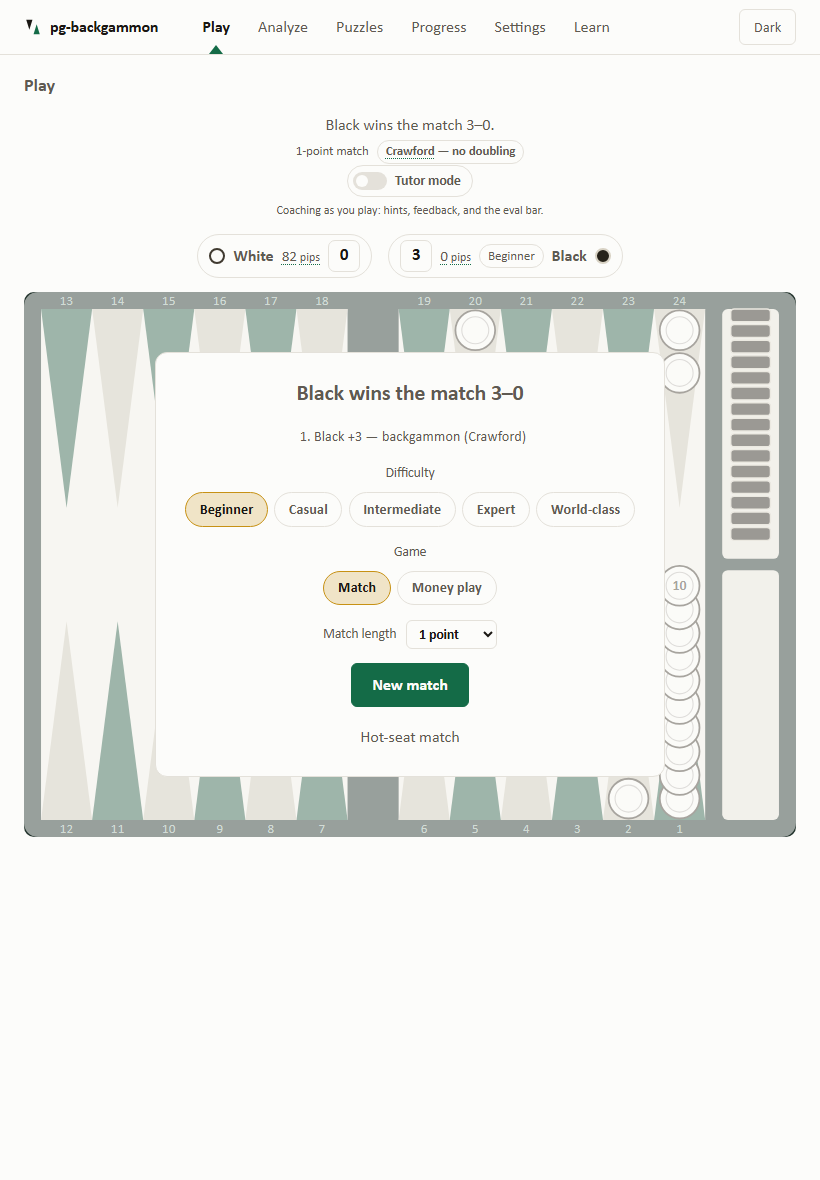 pg-backgammon Play Analyze Puzzles Progress Settings Learn Dark
Play
Black wins the match 3–0.
1-point match Crawford — no doubling
Tutor mode
Coaching as you play: hints, feedback, and the eval bar.
White 82 pips 0 3 0 pips Beginner Black
13 14 15 16 17 18 19 20 21 22 23 24
Black wins the match 3–0
1. Black +3 — backgammon (Crawford)
Difficulty
Beginner Casual Intermediate Expert World-class
Game
Match Money play
10
Match length 1 point
New match
Hot-seat match
12 11 10 9 8 7 6 5 4 3 2 1